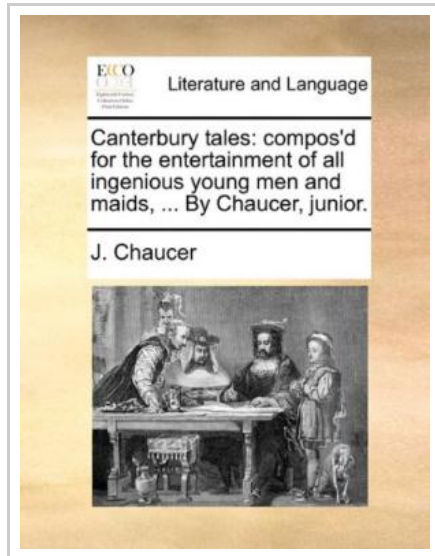 ECCO
Literature and Language
Canterbury tales: compos'd
for the entertainment of all
ingenious young men and
maids, ... By Chaucer, junior.
J. Chaucer